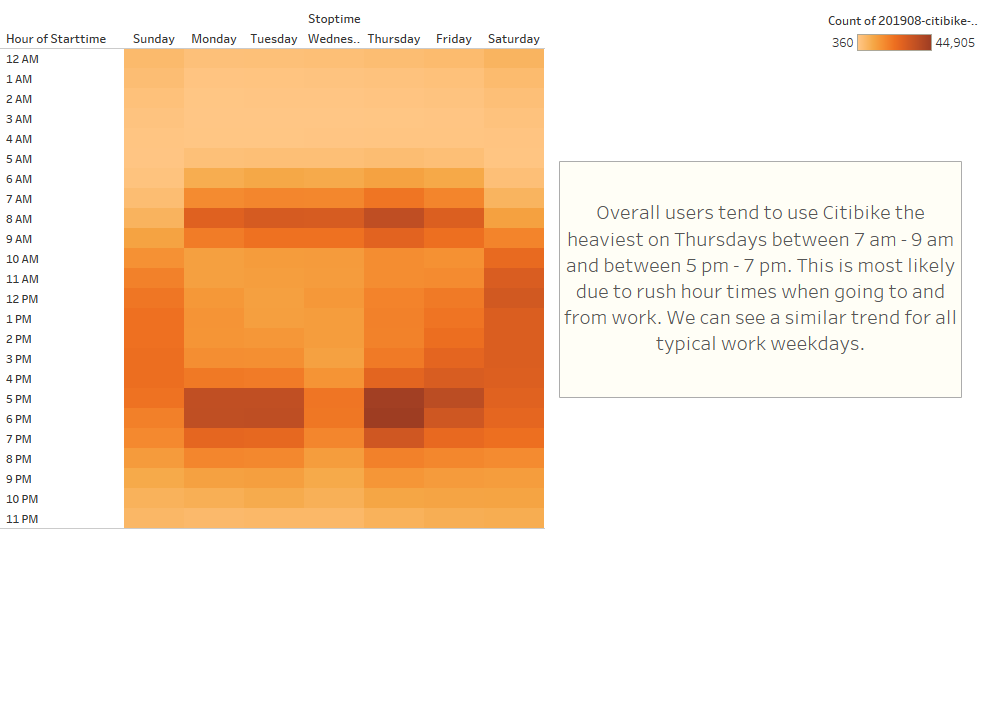 Stoptime
Count of 201908-citibike-..
Hour of Starttime Sunday Monday Tuesday Wednes.. Thursday Friday Saturday
360 44,905
12 AM
1 AM
2 AM
3 AM
4 AM
5 AM
6 AM
7 AM
8 AM
9 AM
10 AM
11 AM
12 PM
1 PM
2 PM
3 PM
4 PM
5 PM
6 PM
7 PM
8 PM
9 PM
10 PM
11 PM
Overall users tend to use Citibike the
heaviest on Thursdays between 7 am - 9 am
and between 5 pm - 7 pm. This is most likely
due to rush hour times when going to and
from work. We can see a similar trend for all
typical work weekdays.